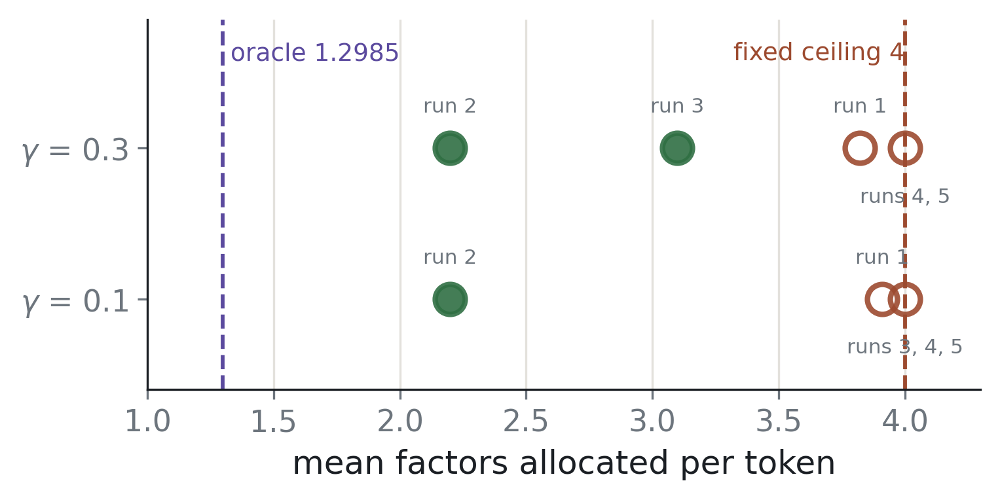 oracle 1.2985
fixed ceiling 4
run 2
run 3
run 1
γ = 0.3
runs 4, 5
run 2
run 1
γ = 0.1
runs 3, 4, 5
1.0 1.5 2.0 2.5 3.0 3.5 4.0
mean factors allocated per token